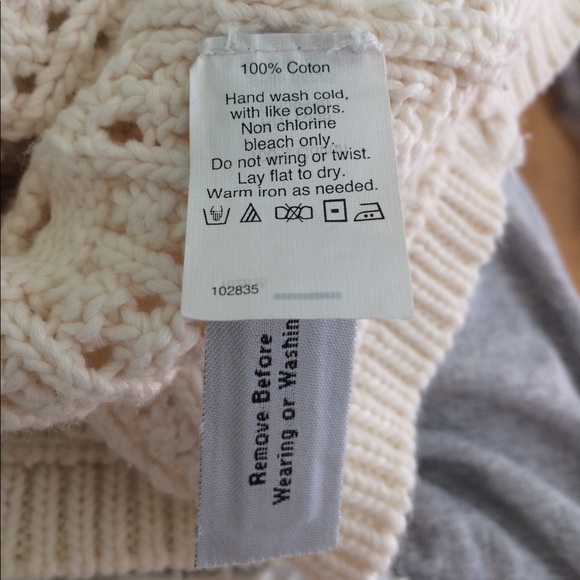 100% Coton
Hand wash cold,
with like colors.
Non chlorine
bleach only.
Do not wring or twist.
Lay flat to dry.
Warm iron as needed.
102835
Remove Before
Wearing or Washin